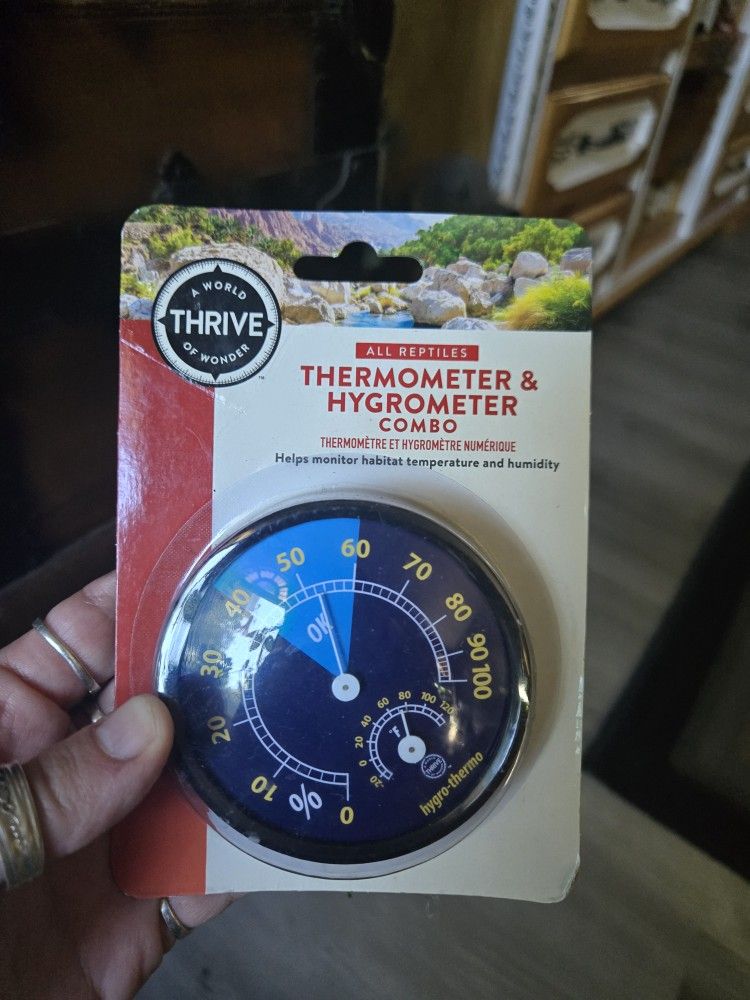 A WORLD
THRIVE
OF WONDER
™
ALL REPTILES
THERMOMETER &
HYGROMETER
COMBO
THERMOMÈTRE ET HYGROMÈTRE NUMÉRIQUE
Helps monitor habitat temperature and humidity
0 10 20 30 40 50 60 70 80 90 100
OK
%
-20 0 20 40 60 80 100 120
°F
THRIVE
hygro-thermo